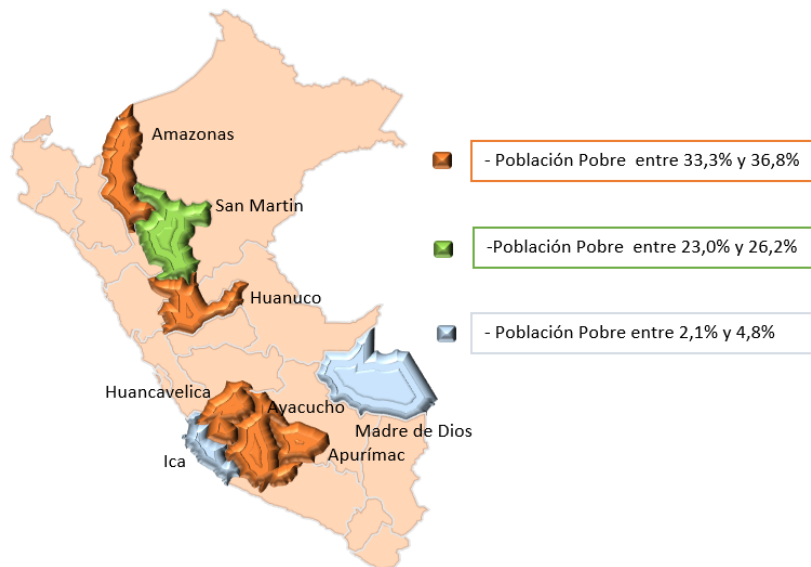 Amazonas
- Población Pobre  entre 33,3% y 36,8%
San Martin
-Población Pobre  entre 23,0% y 26,2%
Huanuco
- Población Pobre entre 2,1% y 4,8%
Huancavelica
Ayacucho
Madre de Dios
Apurímac
Ica